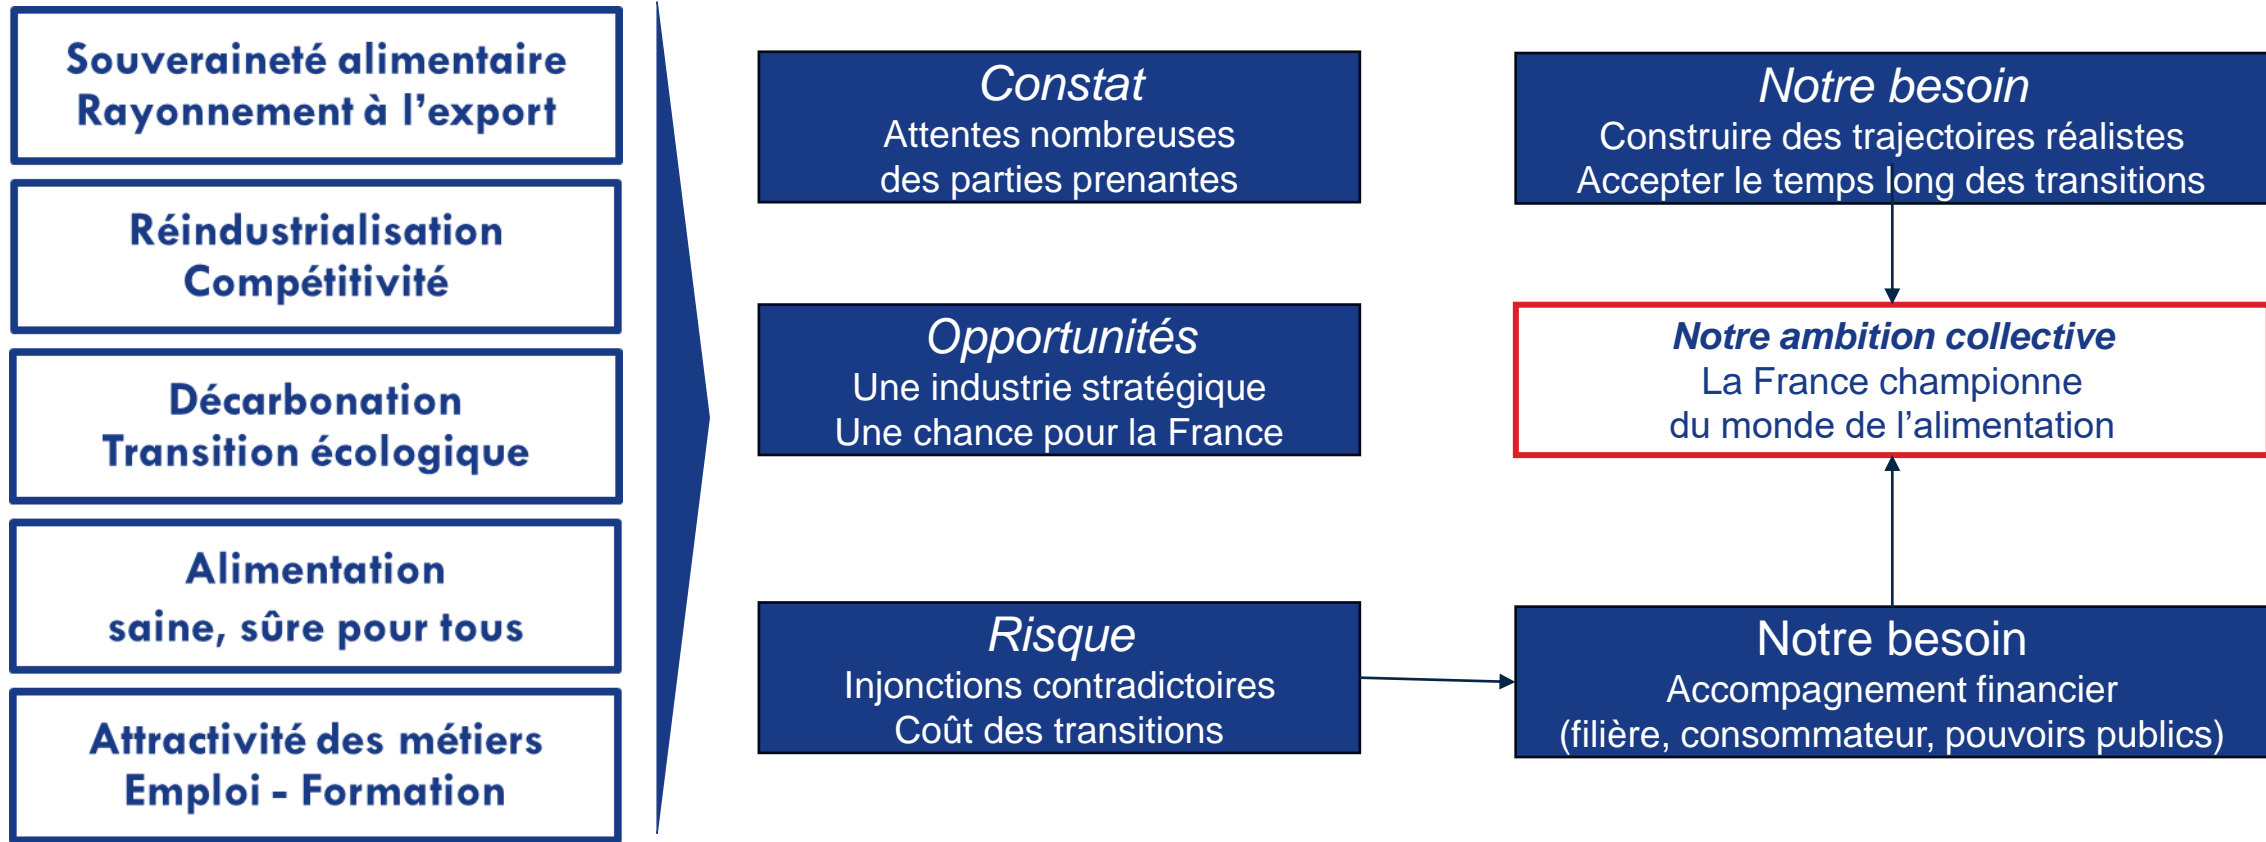 Souveraineté alimentaire
Rayonnement à l’export
Réindustrialisation
Compétitivité
Décarbonation
Transition écologique
Alimentation
saine, sûre pour tous
Attractivité des métiers
Emploi - Formation
Constat
Attentes nombreuses
des parties prenantes
Opportunités
Une industrie stratégique
Une chance pour la France
Risque
Injonctions contradictoires
Coût des transitions
Notre besoin
Construire des trajectoires réalistes
Accepter le temps long des transitions
Notre ambition collective
La France championne
du monde de l’alimentation
Notre besoin
Accompagnement financier
(filière, consommateur, pouvoirs publics)